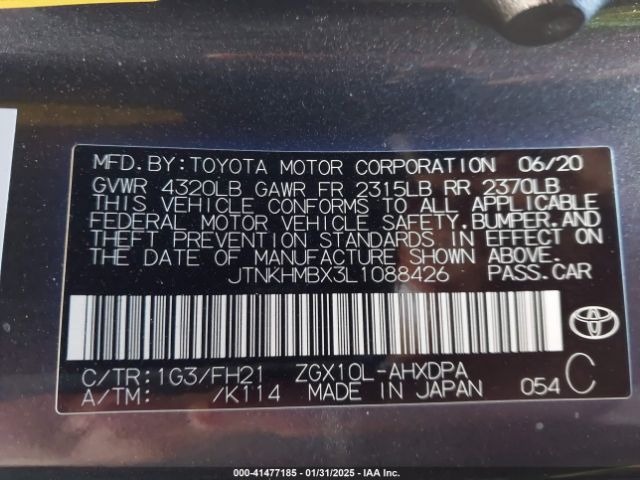 MFD. BY: TOYOTA MOTOR CORPORATION 06/20
GVWR 4320LB GAWR FR 2315LB RR 2370LB
THIS VEHICLE CONFORMS TO ALL APPLICABLE
FEDERAL MOTOR VEHICLE SAFETY, BUMPER, AND
THEFT PREVENTION STANDARDS IN EFFECT ON
THE DATE OF MANUFACTURE SHOWN ABOVE.
JTNKHMBX3L1088426 PASS.CAR
C/TR: 1G3/FH21 ZGX10L-AHXDPA
A/TM: /K114 MADE IN JAPAN 054 C
000-41477185 - 01/31/2025 - IAA Inc.